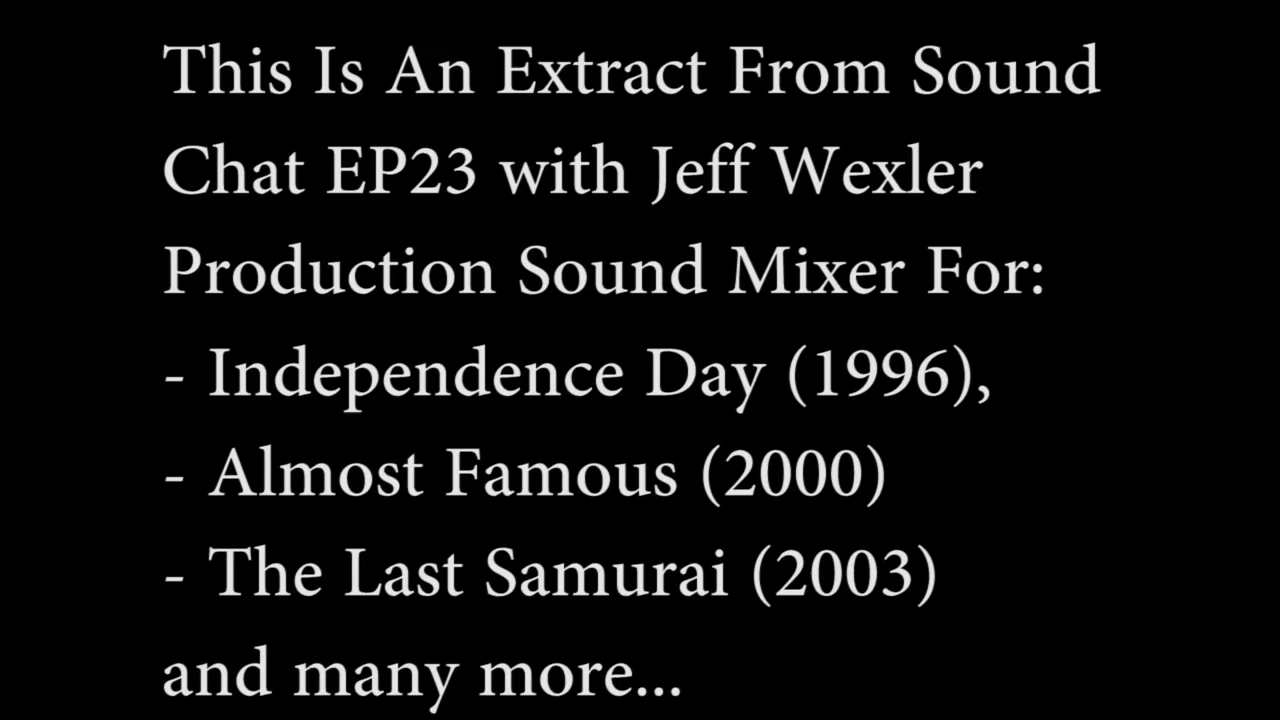 This Is An Extract From Sound
Chat EP23 with Jeff Wexler
Production Sound Mixer For:
- Independence Day (1996),
- Almost Famous (2000)
- The Last Samurai (2003)
and many more...